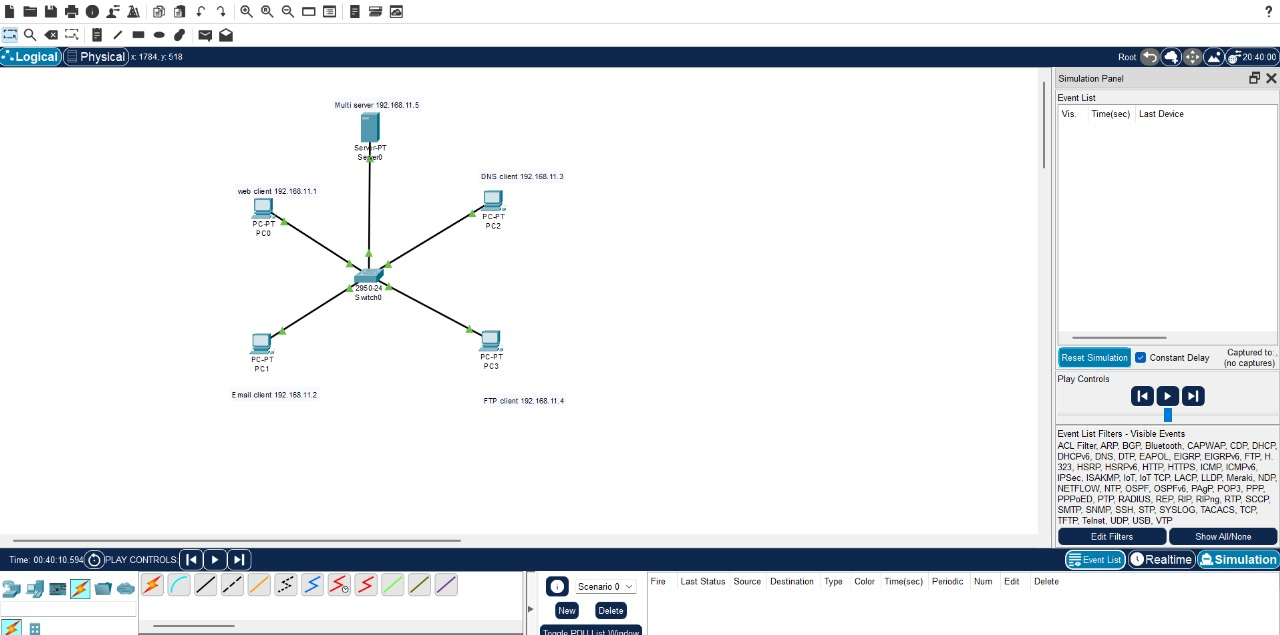 ?
Logical
Physical
x: 1784, y: 518
Root
20:40:00
Multi server 192.168.11.5
Server-PT
Server0
web client 192.168.11.1
PC-PT
PC0
DNS client 192.168.11.3
PC-PT
PC2
2950-24
Switch0
PC-PT
PC1
Email client 192.168.11.2
PC-PT
PC3
FTP client 192.168.11.4
Simulation Panel
Event List
Vis. Time(sec) Last Device
Reset Simulation
Constant Delay
Captured to:
(no captures)
Play Controls
Event List Filters - Visible Events
ACL Filter, ARP, BGP, Bluetooth, CAPWAP, CDP, DHCP,
DHCPv6, DNS, DTP, EAPOL, EIGRP, EIGRPv6, FTP, H.
323, HSRP, HSRPv6, HTTP, HTTPS, ICMP, ICMPv6,
IPSec, ISAKMP, IoT, IoT TCP, LACP, LLDP, Meraki, NDP,
NETFLOW, NTP, OSPF, OSPFv6, PAgP, POP3, PPP,
PPPoED, PTP, RADIUS, REP, RIP, RIPng, RTP, SCCP,
SMTP, SNMP, SSH, STP, SYSLOG, TACACS, TCP,
TFTP, Telnet, UDP, USB, VTP
Edit Filters
Show All/None
Time: 00:40:10.594
PLAY CONTROLS:
Event List
Realtime
Simulation
Scenario 0
New
Delete
Toggle PDU List Window
Fire Last Status Source Destination Type Color Time(sec) Periodic Num Edit Delete